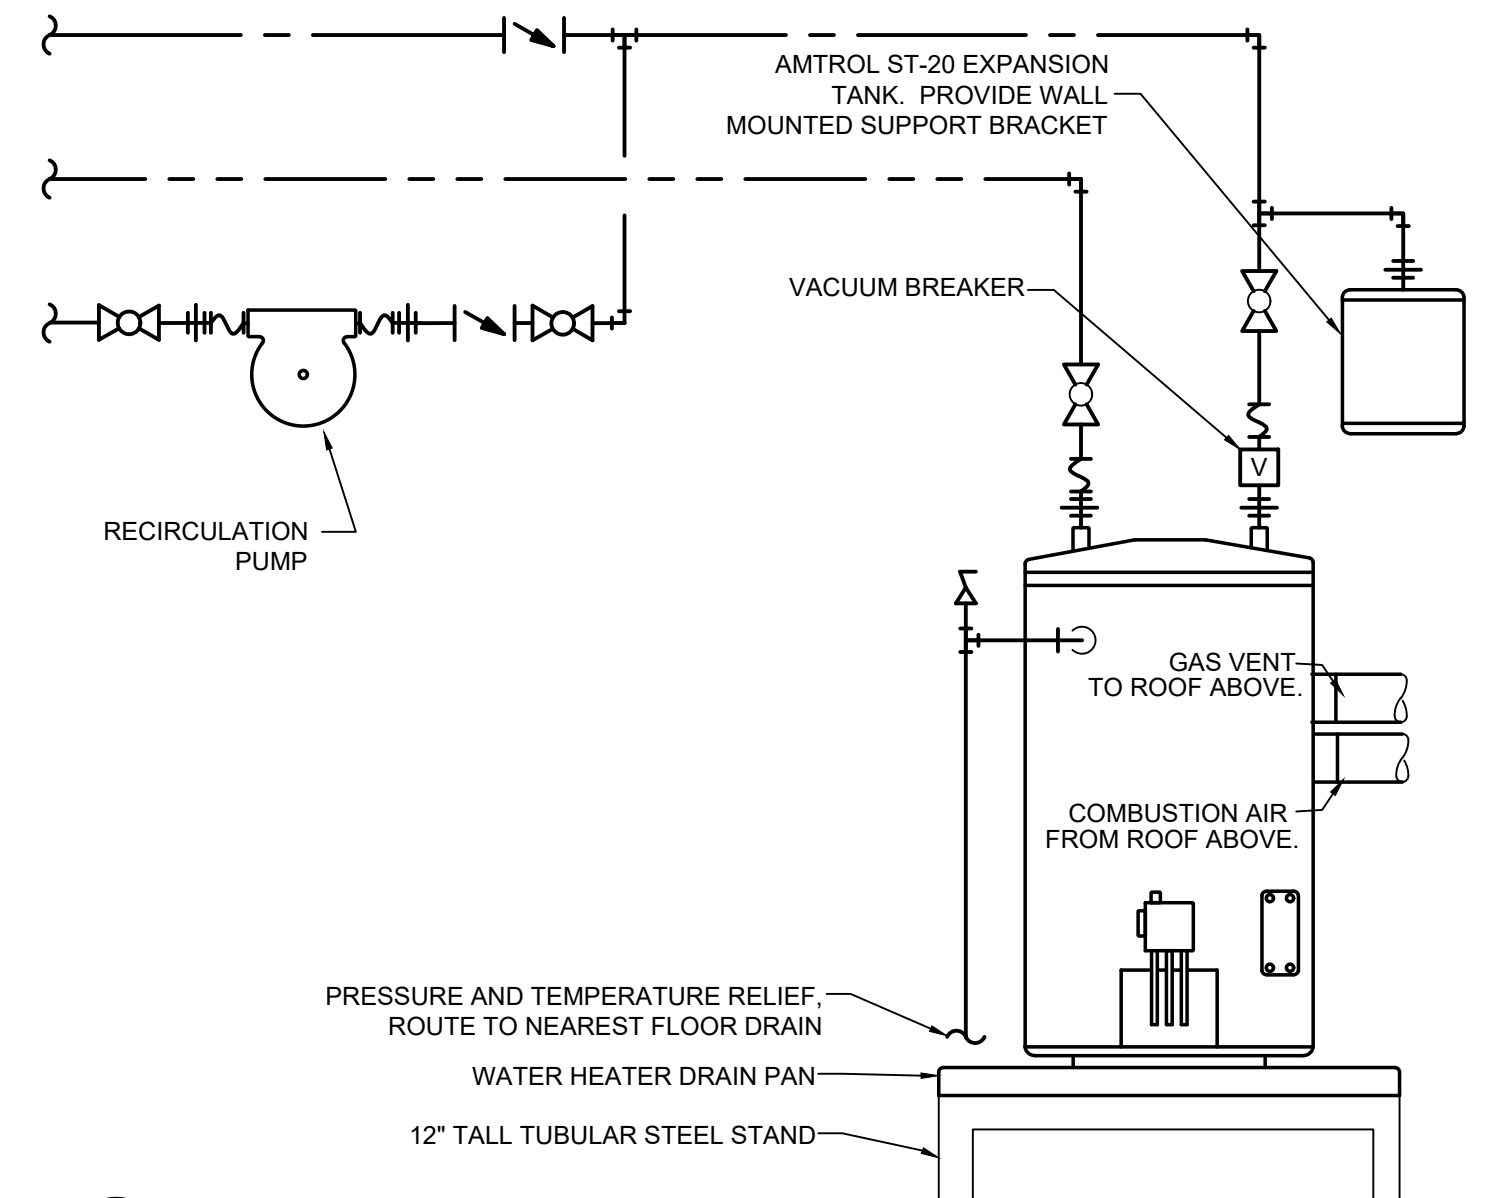 AMTROL ST-20 EXPANSION
TANK. PROVIDE WALL
MOUNTED SUPPORT BRACKET
VACUUM BREAKER
V
RECIRCULATION
PUMP
GAS VENT
TO ROOF ABOVE.
COMBUSTION AIR
FROM ROOF ABOVE.
PRESSURE AND TEMPERATURE RELIEF,
ROUTE TO NEAREST FLOOR DRAIN
WATER HEATER DRAIN PAN
12" TALL TUBULAR STEEL STAND